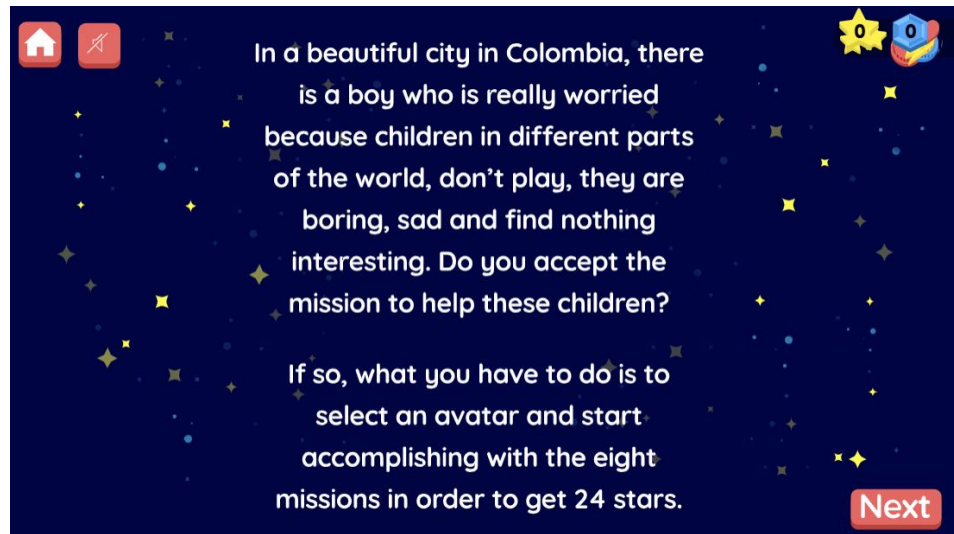 0 0
In a beautiful city in Colombia, there
is a boy who is really worried
because children in different parts
of the world, don't play, they are
boring, sad and find nothing
interesting. Do you accept the
mission to help these children?
If so, what you have to do is to
select an avatar and start
accomplishing with the eight
missions in order to get 24 stars.
Next